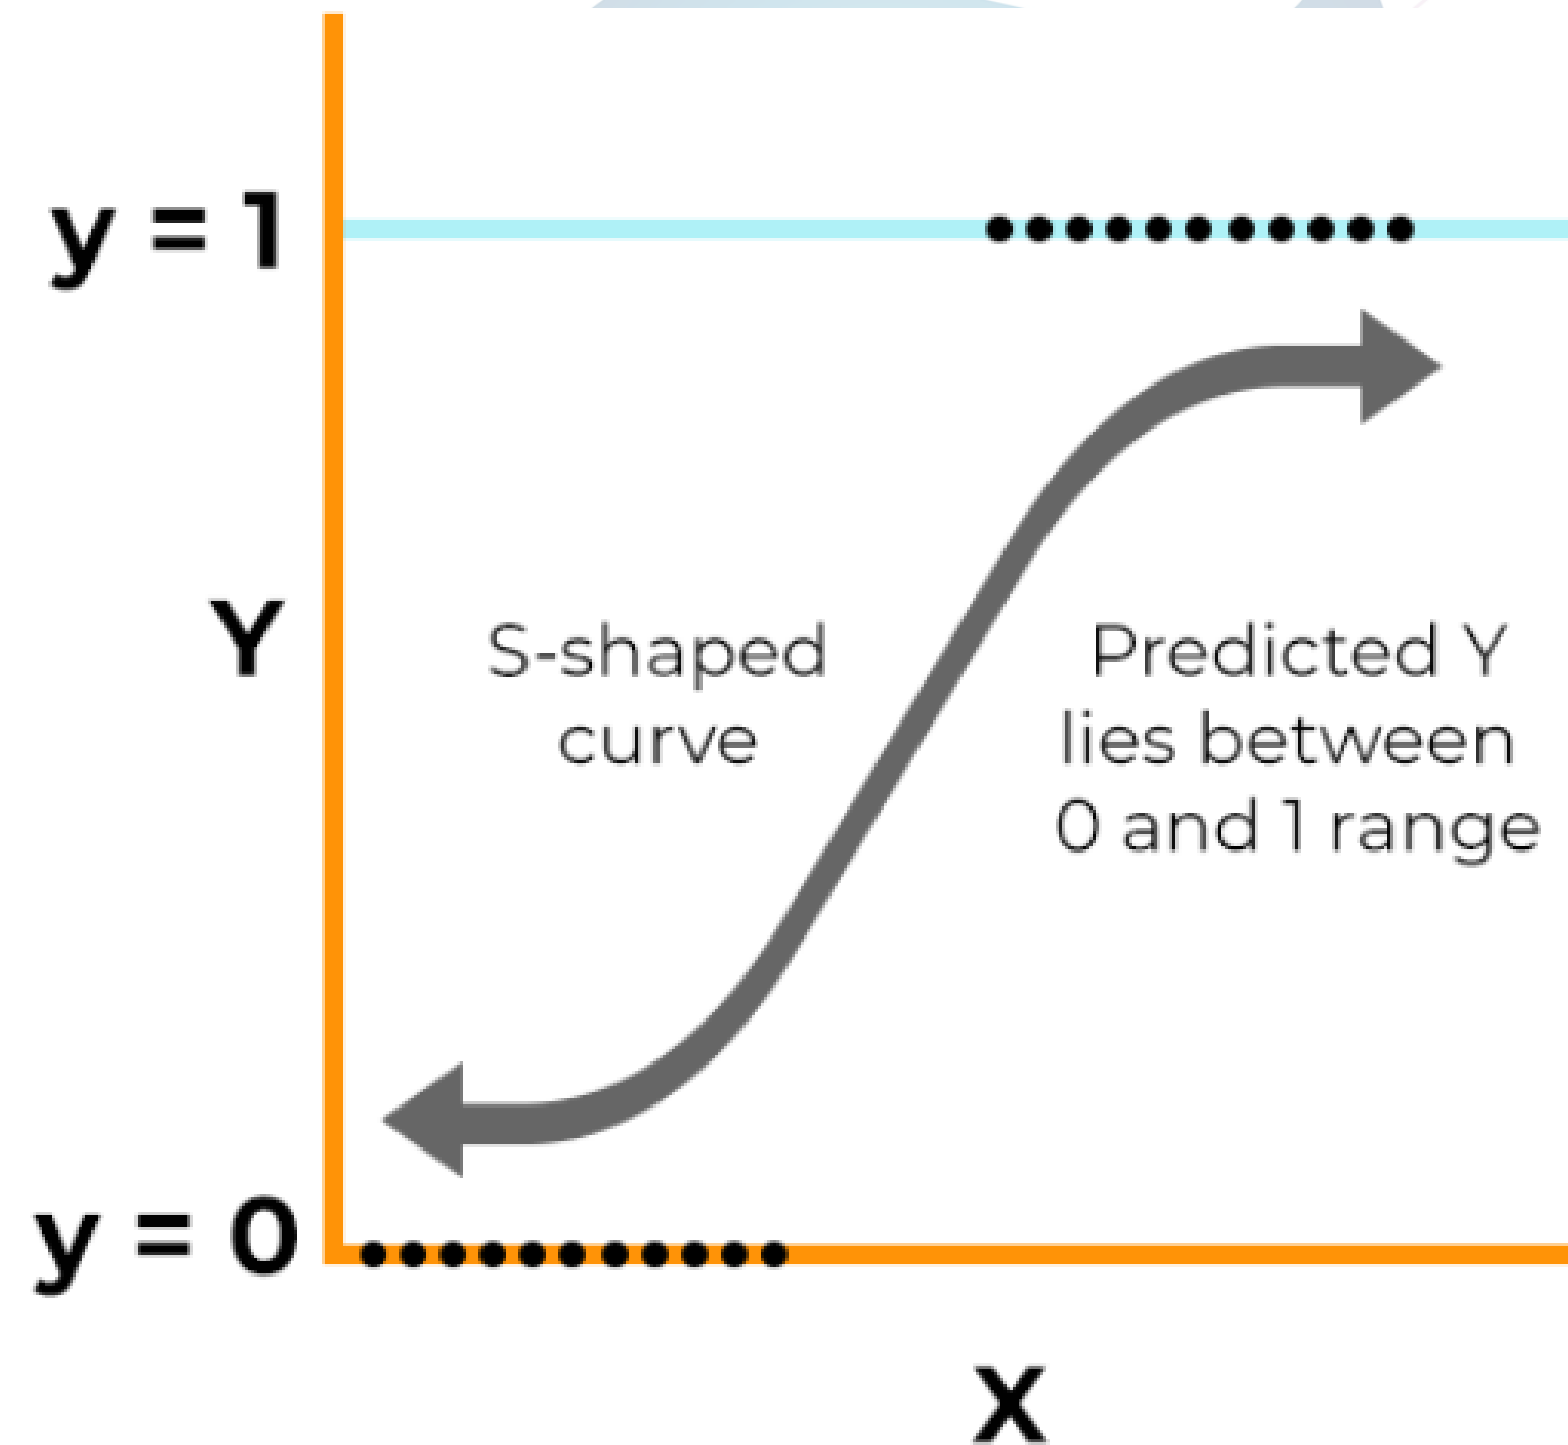 y = 1
Y
S-shaped
curve
Predicted Y
lies between
0 and 1 range
y = 0
X